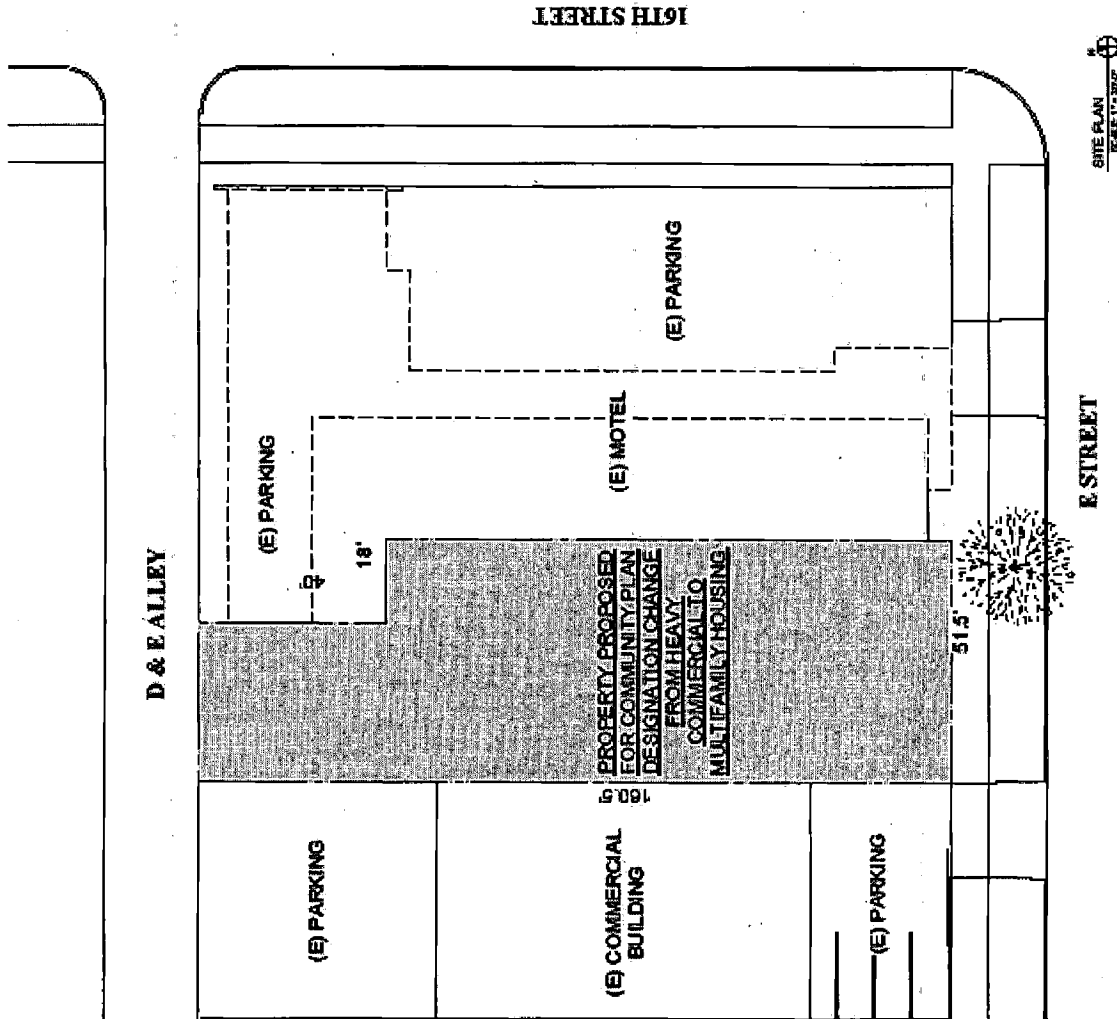 16TH STREET
D & E ALLEY
(E) PARKING
(E) PARKING
(E) MOTEL
40'
18'
PROPERTY PROPOSED
FOR COMMUNITY PLAN
DESIGNATION CHANGE
FROM HEAVY
COMMERCIAL TO
MULTIFAMILY HOUSING
160.5'
51.5'
(E) PARKING
(E) COMMERCIAL
BUILDING
(E) PARKING
E STREET
SITE PLAN